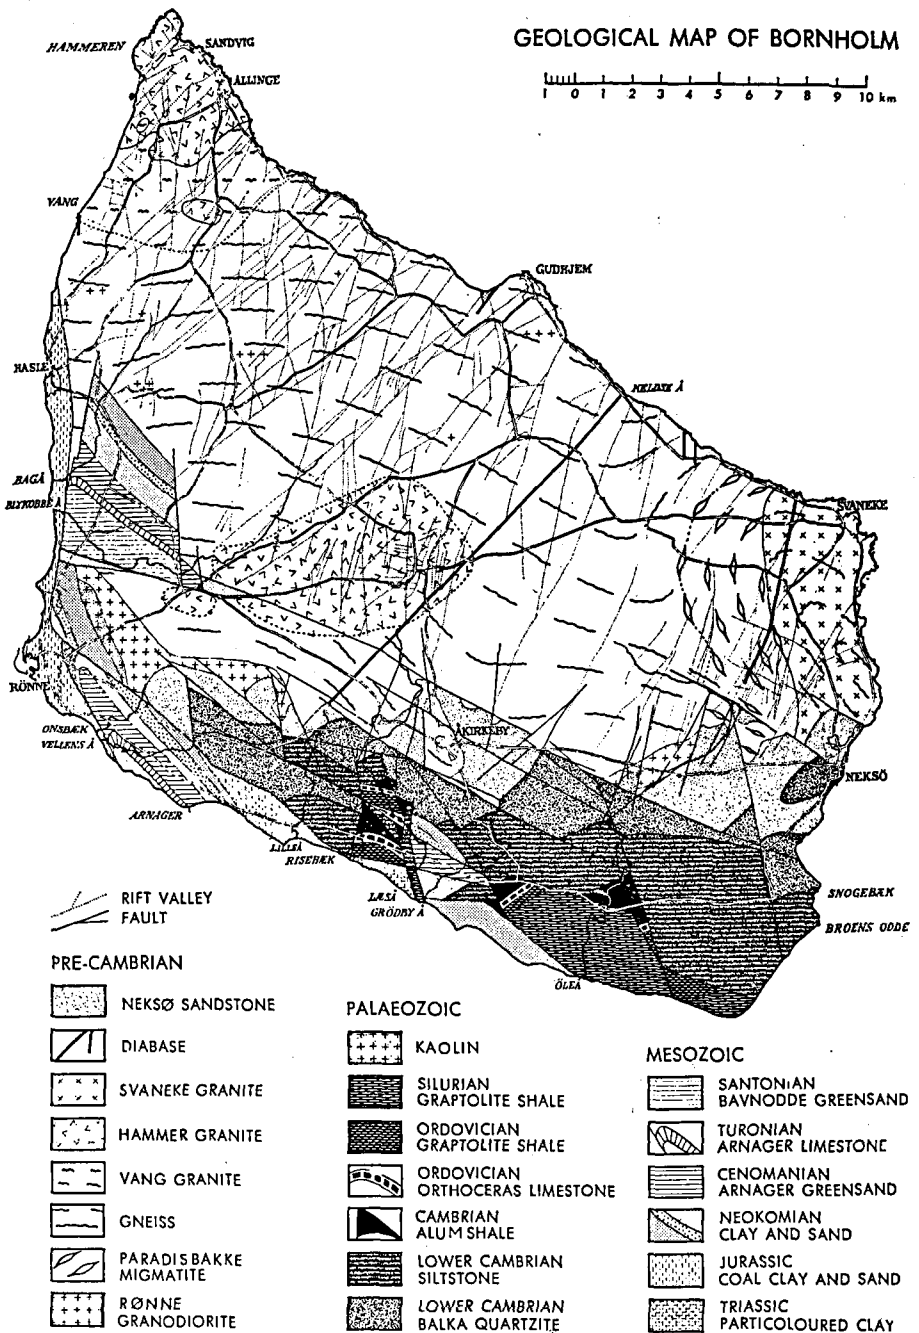 GEOLOGICAL MAP OF BORNHOLM
1 0 1 2 3 4 5 6 7 8 9 10 km
HAMMEREN
SANDVIG
ALLINGE
VANG
GUDHJEM
HASLE
KELDSE Å
BAGÅ
BLYKOBBE Å
SVANEKE
RÖNNE
ONSBÆK
VELLENS Å
ÅKIRKEBY
NEKSÖ
ARNAGER
LILLEÅ
RISEBÆK
LÆSÅ
GRÖDBY Å
SNOGEBÆK
BROENS ODDE
ÖLEÅ
RIFT VALLEY
FAULT
PRE-CAMBRIAN
NEKSØ SANDSTONE
DIABASE
SVANEKE GRANITE
HAMMER GRANITE
VANG GRANITE
GNEISS
PARADISBAKKE
MIGMATITE
RØNNE
GRANODIORITE
PALAEOZOIC
KAOLIN
SILURIAN
GRAPTOLITE SHALE
ORDOVICIAN
GRAPTOLITE SHALE
ORDOVICIAN
ORTHOCERAS LIMESTONE
CAMBRIAN
ALUM SHALE
LOWER CAMBRIAN
SILTSTONE
LOWER CAMBRIAN
BALKA QUARTZITE
MESOZOIC
SANTONIAN
BAVNODDE GREENSAND
TURONIAN
ARNAGER LIMESTONE
CENOMANIAN
ARNAGER GREENSAND
NEOKOMIAN
CLAY AND SAND
JURASSIC
COAL CLAY AND SAND
TRIASSIC
PARTICOLOURED CLAY